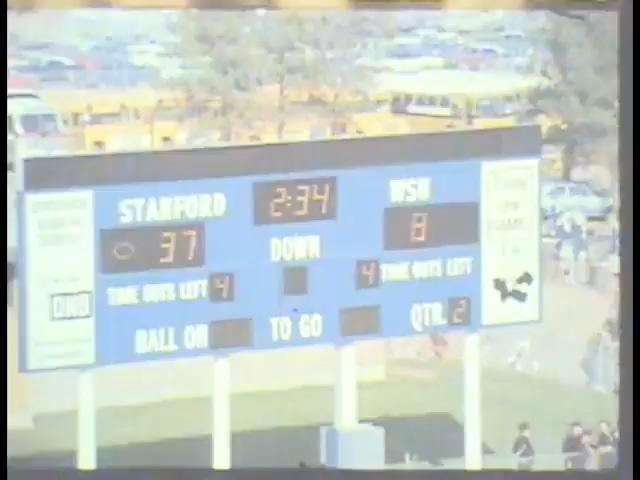 STANFORD 2:34 WSU
37 DOWN 8
TIME OUTS LEFT 4 4 TIME OUTS LEFT
BALL ON TO GO QTR. 2